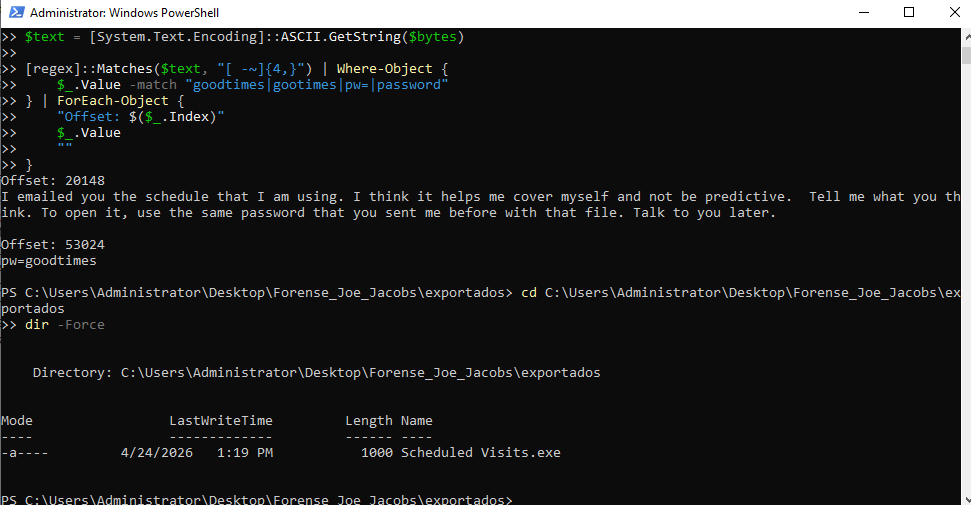 Administrator: Windows PowerShell
>> $text = [System.Text.Encoding]::ASCII.GetString($bytes)
>>
>> [regex]::Matches($text, "[ -~]{4,}") | Where-Object {
>>     $_.Value -match "goodtimes|gootimes|pw=|password"
>> } | ForEach-Object {
>>     "Offset: $($_.Index)"
>>     $_.Value
>>     ""
>> }
Offset: 20148
I emailed you the schedule that I am using. I think it helps me cover myself and not be predictive.  Tell me what you th
ink. To open it, use the same password that you sent me before with that file. Talk to you later.
Offset: 53024
pw=goodtimes
PS C:\Users\Administrator\Desktop\Forense_Joe_Jacobs\exportados> cd C:\Users\Administrator\Desktop\Forense_Joe_Jacobs\ex
portados
>> dir -Force
    Directory: C:\Users\Administrator\Desktop\Forense_Joe_Jacobs\exportados
Mode                 LastWriteTime         Length Name
----                 -------------         ------ ----
-a----         4/24/2026   1:19 PM           1000 Scheduled Visits.exe
PS C:\Users\Administrator\Desktop\Forense_Joe_Jacobs\exportados>